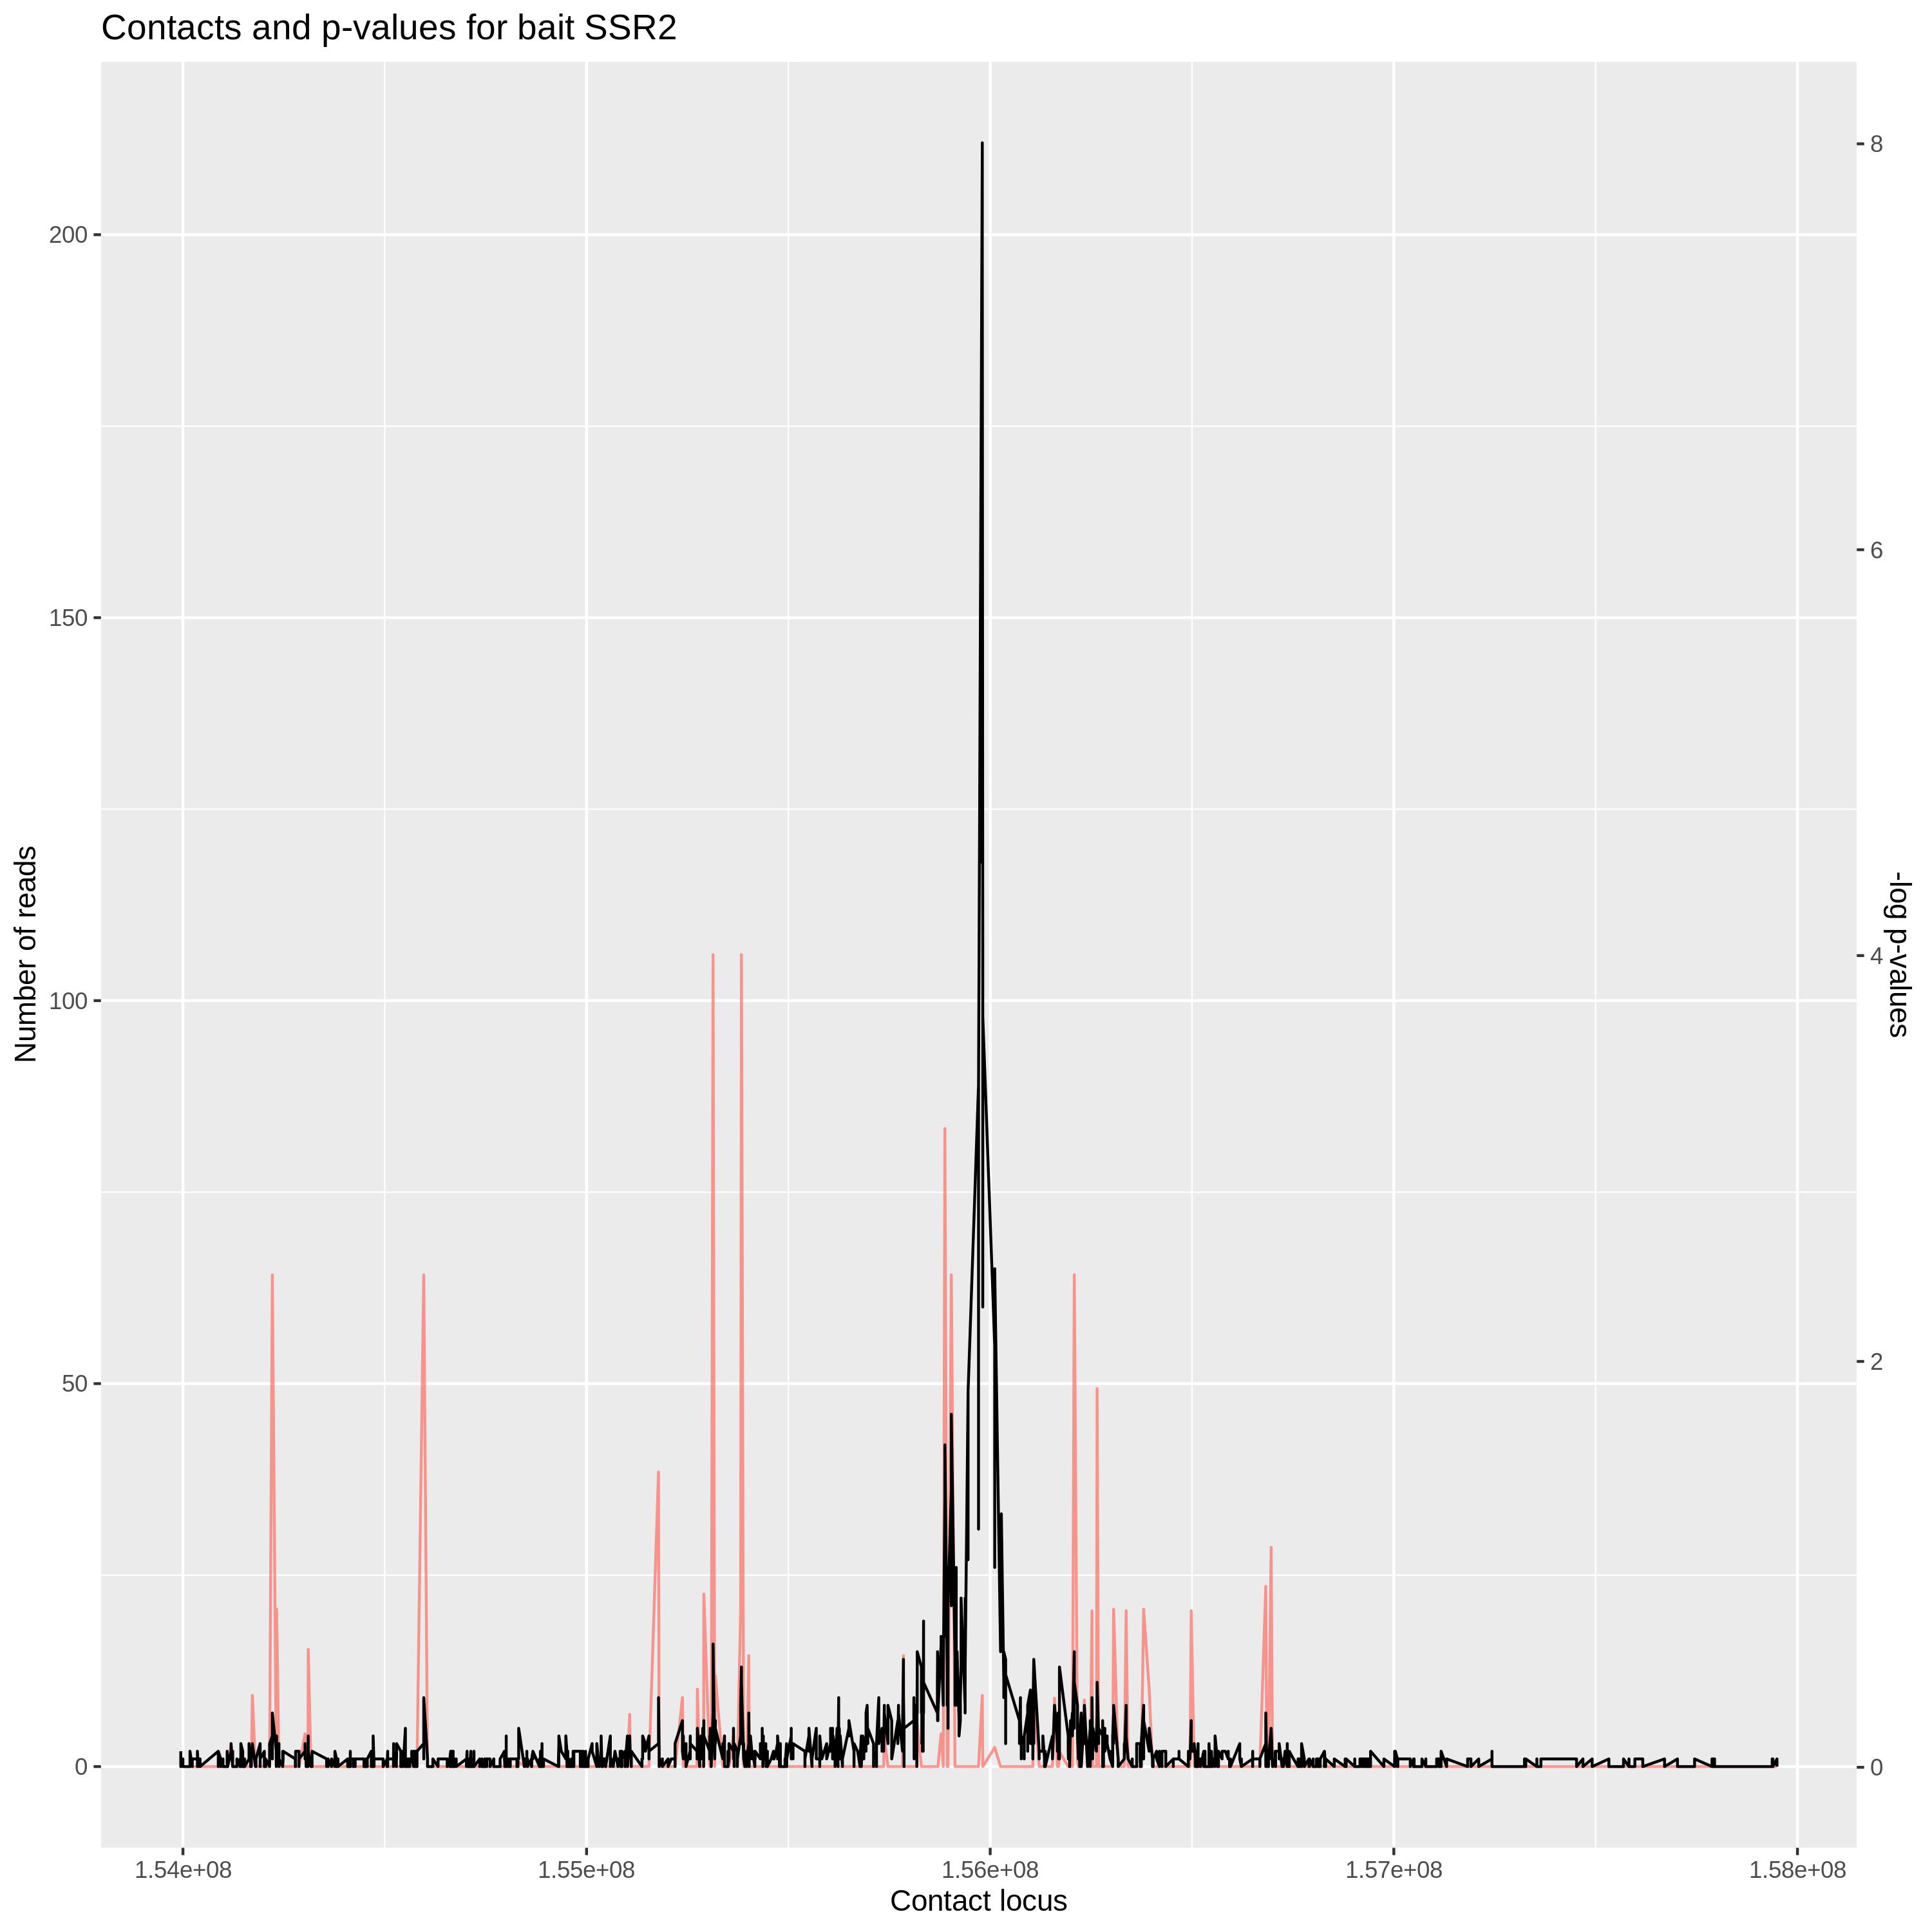 Contacts and p-values for bait SSR2
Number of reads
200
150
100
50
0
8
6
4
2
0
-log p-values
1.54e+08
1.55e+08
1.56e+08
1.57e+08
1.58e+08
Contact locus